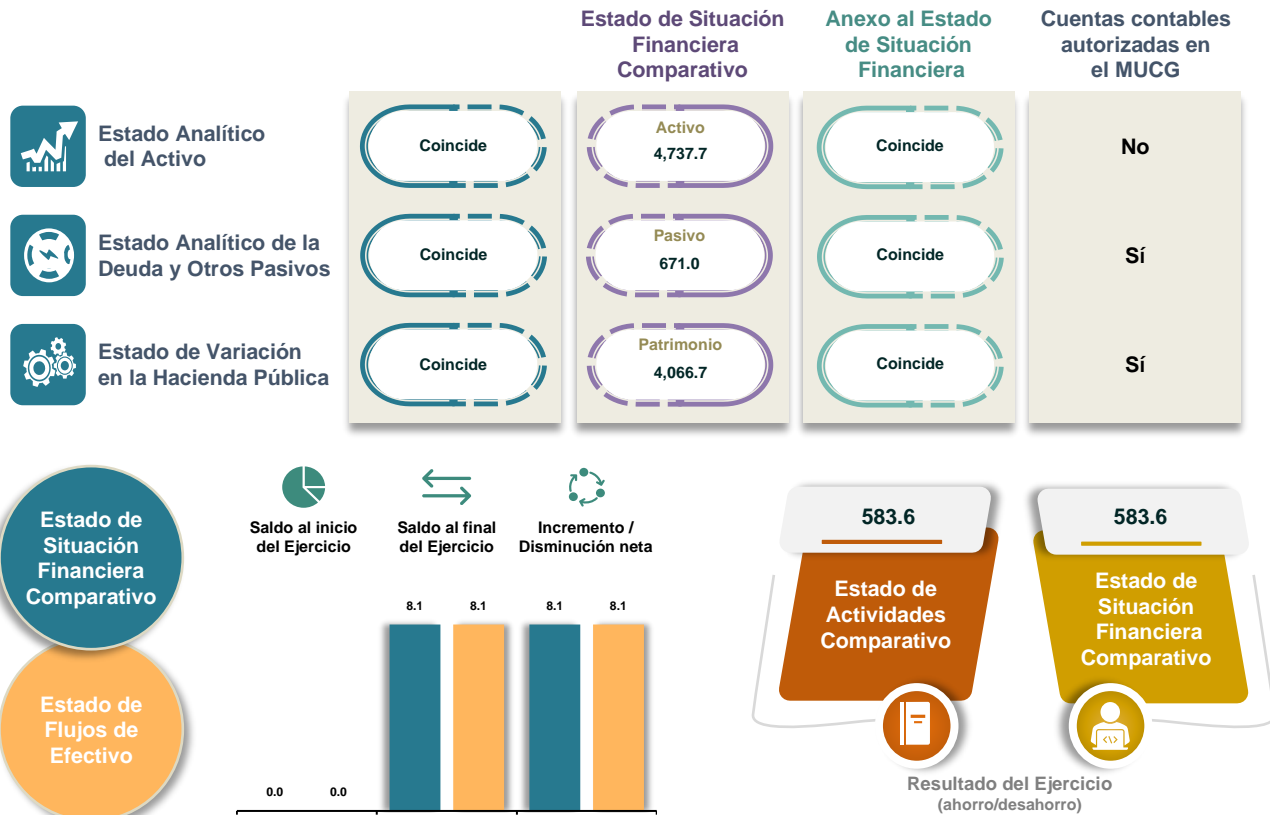 Estado de Situación
Financiera
Comparativo
Anexo al Estado
de Situación
Financiera
Cuentas contables
autorizadas en
el MUCG
Estado Analítico
del Activo
Coincide
Activo
4,737.7
Coincide
No
Estado Analítico de la
Deuda y Otros Pasivos
Coincide
Pasivo
671.0
Coincide
Sí
Estado de Variación
en la Hacienda Pública
Coincide
Patrimonio
4,066.7
Coincide
Sí
Estado de
Situación
Financiera
Comparativo
Estado de
Flujos de
Efectivo
Saldo al inicio
del Ejercicio
Saldo al final
del Ejercicio
Incremento /
Disminución neta
0.0
0.0
8.1
8.1
8.1
8.1
583.6
Estado de
Actividades
Comparativo
583.6
Estado de
Situación
Financiera
Comparativo
Resultado del Ejercicio
(ahorro/desahorro)